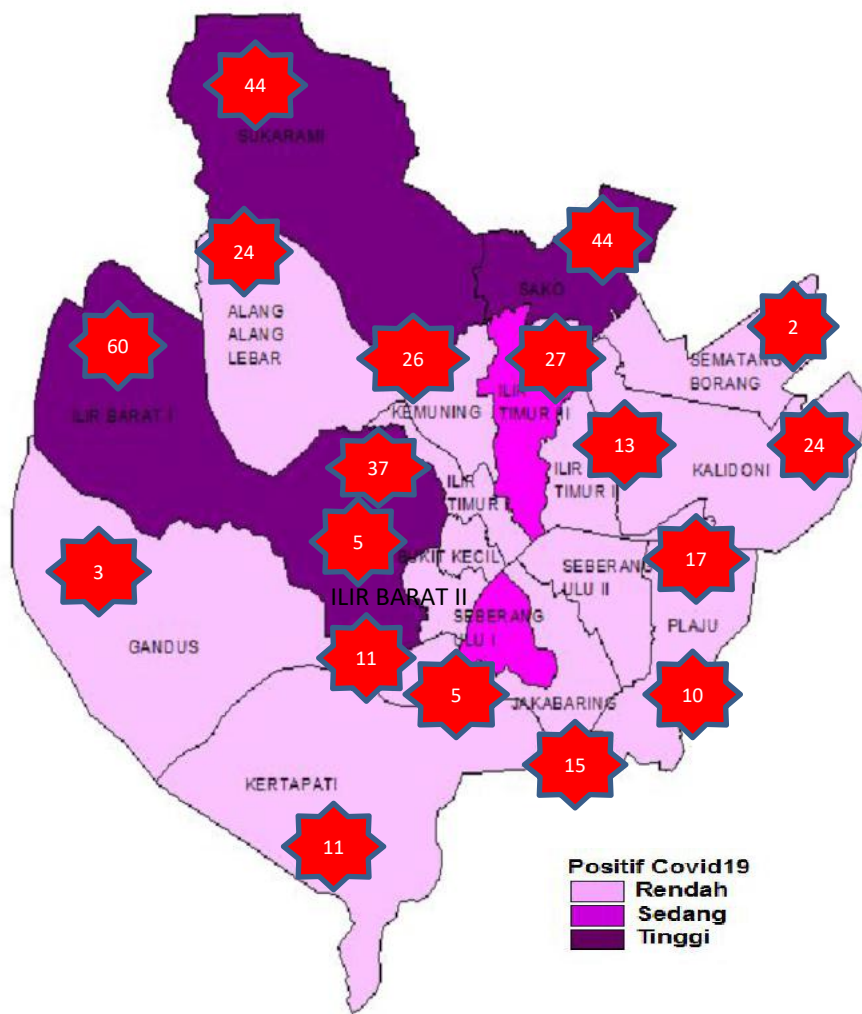 44
SUKARAMI
44
24
SAKO
ALANG
ALANG
LEBAR
60
2
26
27
SEMATANG
BORANG
ILIR BARAT I
KEMUNING
ILIR
TIMUR III
13
24
KALIDONI
37
ILIR
TIMUR I
ILIR
TIMUR I
5
BUKIT KECIL
17
3
SEBERANG
ULU II
ILIR BARAT II
SEBERANG
ULU I
PLAJU
GANDUS
11
5
10
JAKABARING
15
KERTAPATI
11
Positif Covid19
Rendah
Sedang
Tinggi